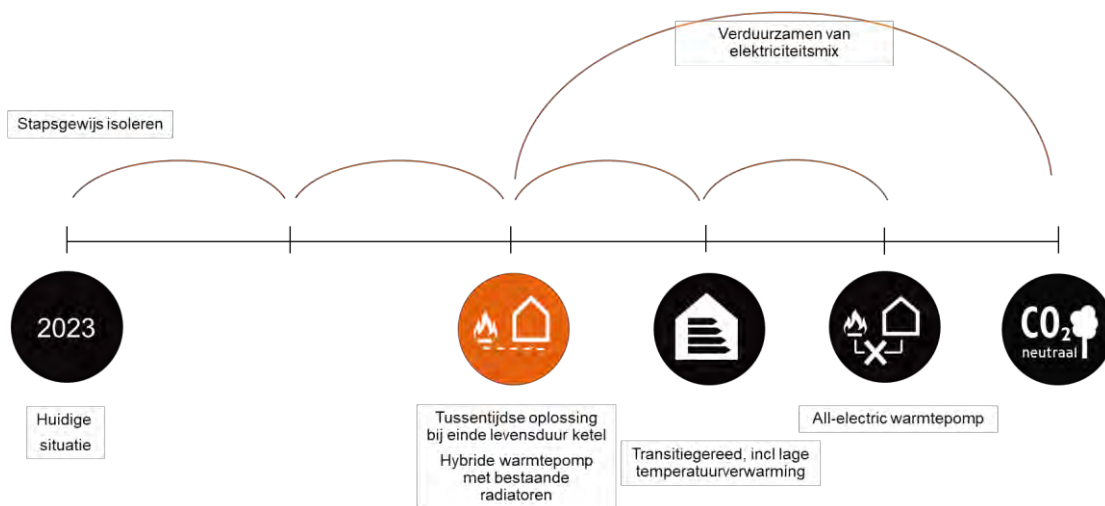 Verduurzamen van
elektriciteitsmix
Stapsgewijs isoleren
2023
CO₂
neutraal
Huidige
situatie
Tussentijdse oplossing
bij einde levensduur ketel
Hybride warmtepomp
met bestaande
radiatoren
Transitiegereed, incl lage
temperatuurverwarming
All-electric warmtepomp